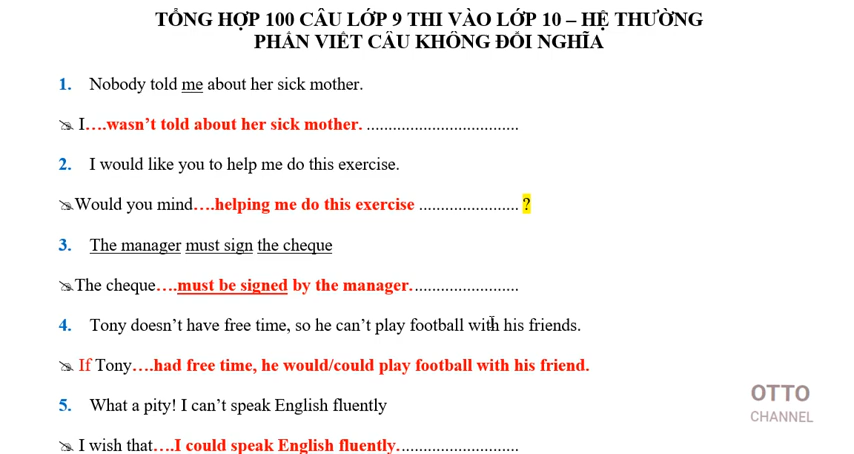 TỔNG HỢP 100 CÂU LỚP 9 THI VÀO LỚP 10 – HỆ THƯỜNG
PHẦN VIẾT CÂU KHÔNG ĐỔI NGHĨA
1. Nobody told me about her sick mother.
I….wasn’t told about her sick mother. ...................................
2. I would like you to help me do this exercise.
Would you mind….helping me do this exercise ....................... ?
3. The manager must sign the cheque
The cheque….must be signed by the manager.........................
4. Tony doesn’t have free time, so he can’t play football with his friends.
If Tony….had free time, he would/could play football with his friend.
5. What a pity! I can’t speak English fluently
I wish that….I could speak English fluently............................
OTTO
CHANNEL